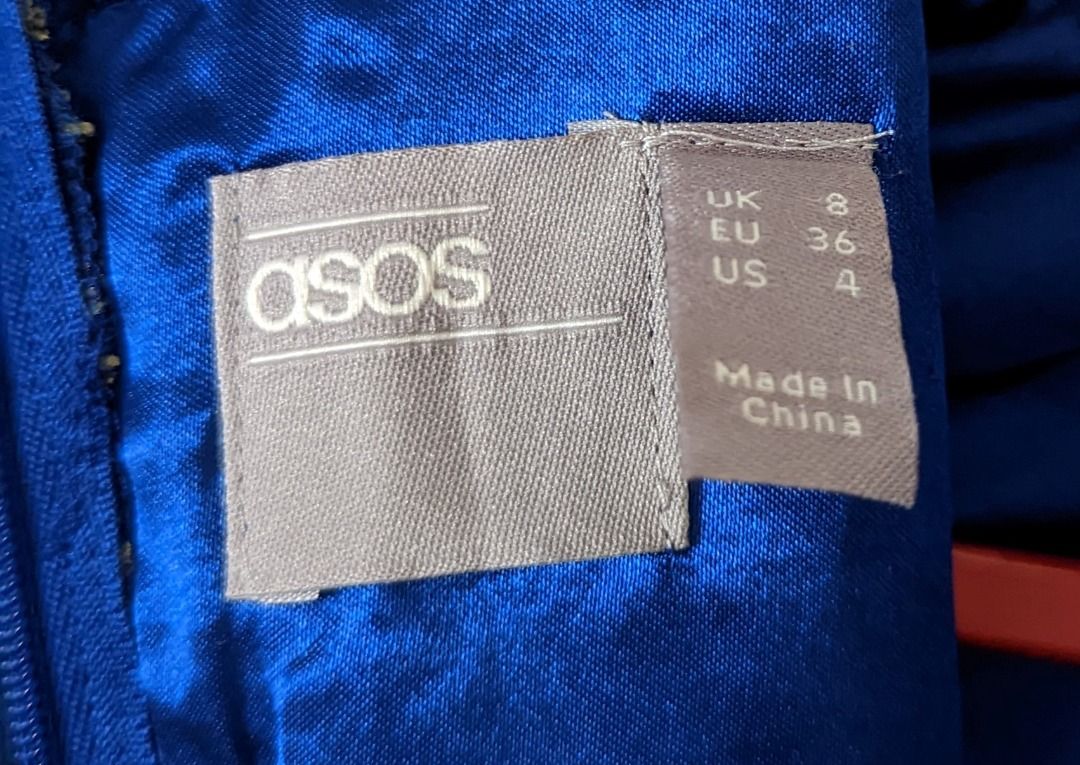 asos
UK 8
EU 36
US 4
Made In
China